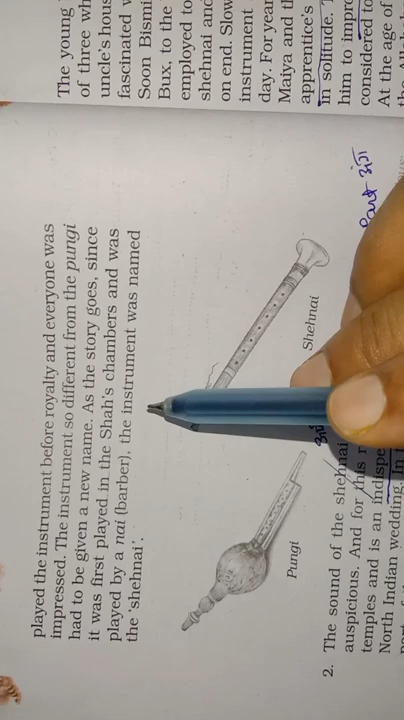 played the instrument before royalty and everyone was
impressed. The instrument so different from the pungi
had to be given a new name. As the story goes, since
it was first played in the Shah's chambers and was
played by a nai (barber), the instrument was named
the 'shehnai'.
Pungi
Shehnai
2. The sound of the shehnai
auspicious. And for this
temples and is an
North Indian wedding. In
The young
of three
uncle's
fascinated
Soon
Bux, to the
employed to
shehnai and
on end. Slow
instrument
day. For year
Maiya and
apprentice's
in solitude.
him to
considered to
At the age of